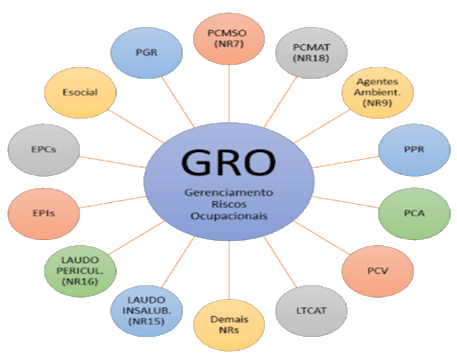 GRO
Gerenciamento
Riscos
Ocupacionais
PCMSO
(NR7)
PCMAT
(NR18)
Agentes
Ambient.
(NR9)
PPR
PCA
PCV
LTCAT
Demais
NRs
LAUDO
INSALUB.
(NR15)
LAUDO
PERICUL.
(NR16)
EPIs
EPCs
Esocial
PGR